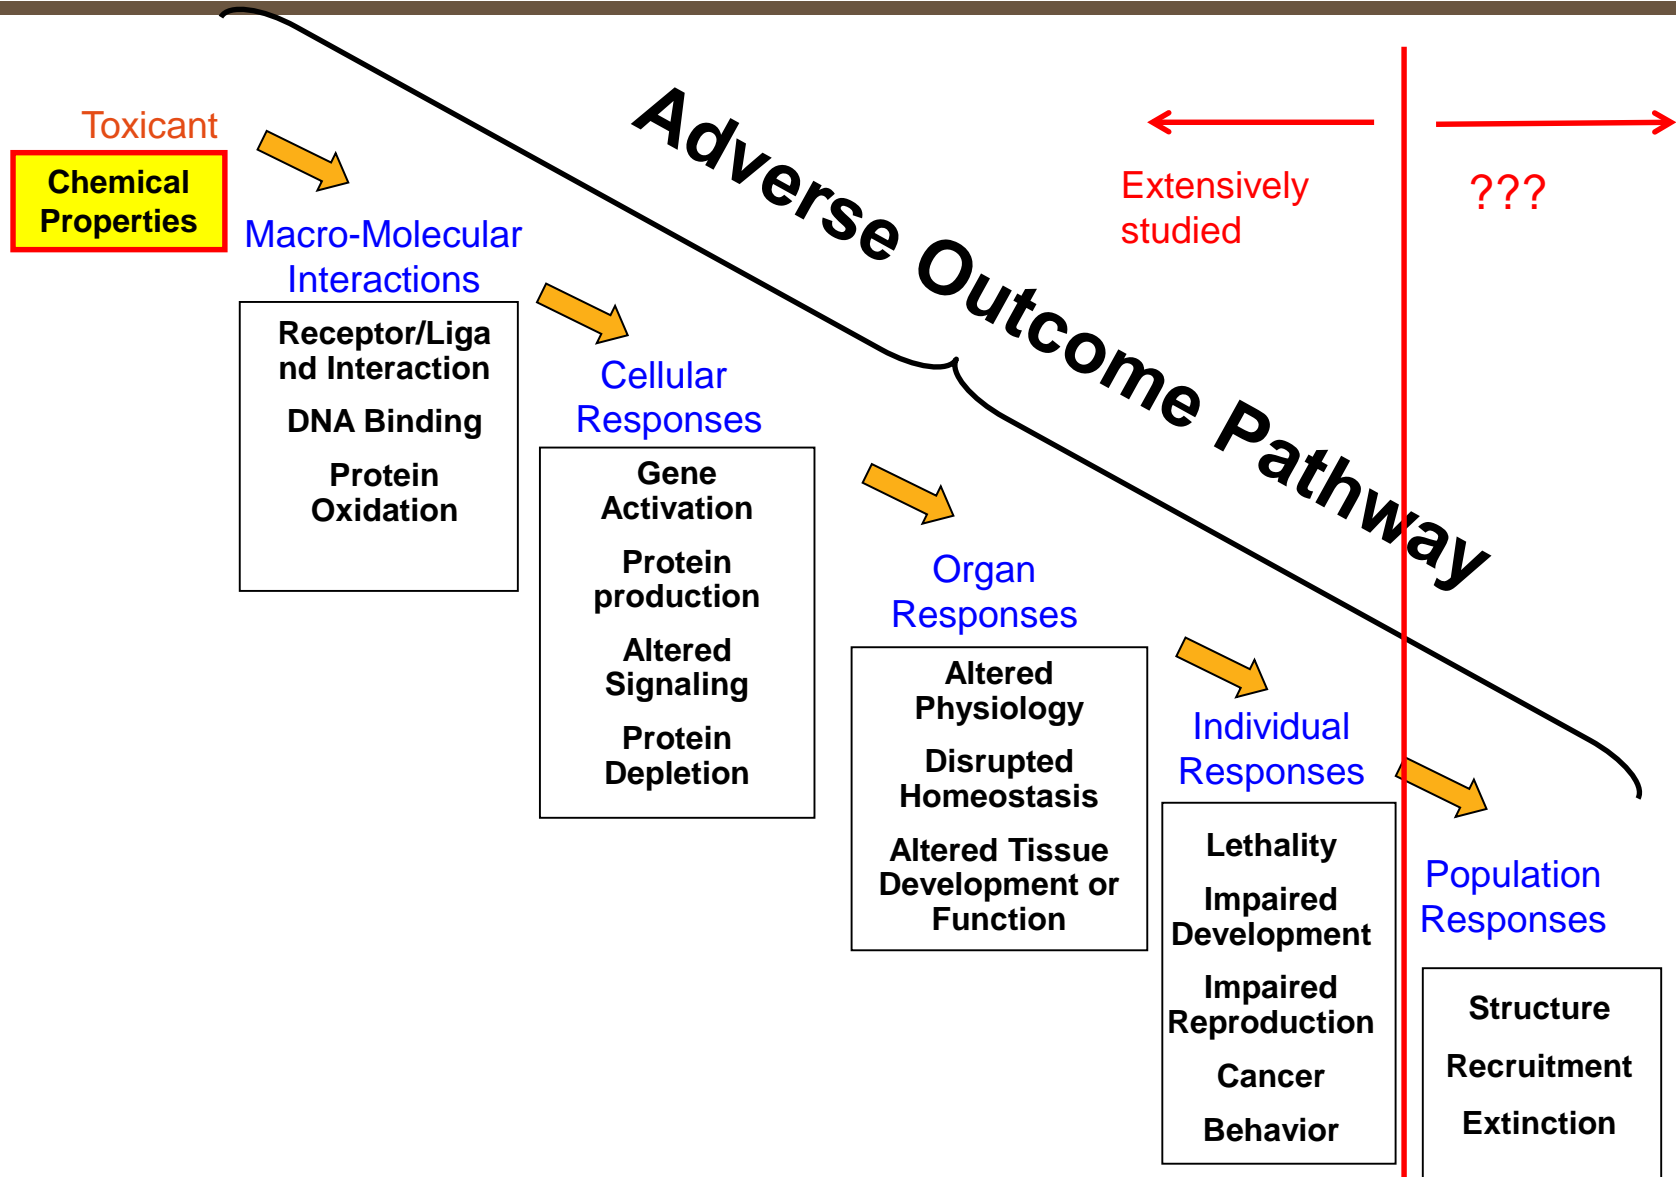 Adverse Outcome Pathway
Toxicant
Chemical
Properties
Macro-Molecular
Interactions
Receptor/Liga
nd Interaction
DNA Binding
Protein
Oxidation
Cellular
Responses
Gene
Activation
Protein
production
Altered
Signaling
Protein
Depletion
Organ
Responses
Altered
Physiology
Disrupted
Homeostasis
Altered Tissue
Development or
Function
Individual
Responses
Lethality
Impaired
Development
Impaired
Reproduction
Cancer
Behavior
Extensively
studied
???
Population
Responses
Structure
Recruitment
Extinction